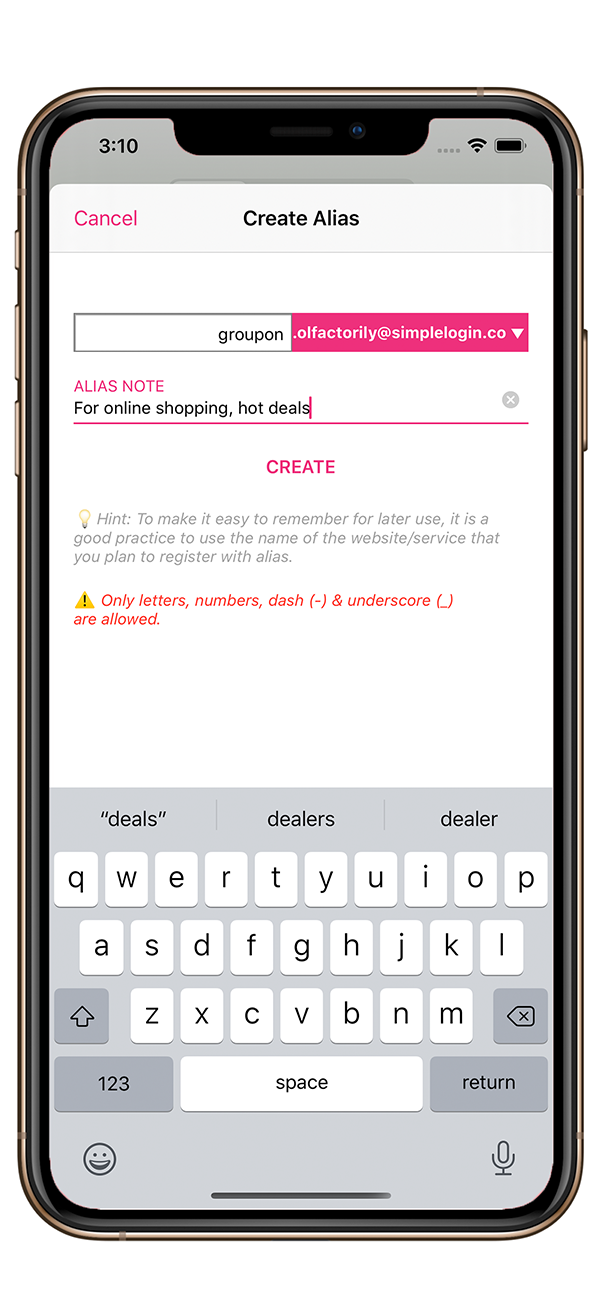 3:10
Cancel
Create Alias
groupon .olfactorily@simplelogin.co ▼
ALIAS NOTE
For online shopping, hot deals
CREATE
💡 Hint: To make it easy to remember for later use, it is a
good practice to use the name of the website/service that
you plan to register with alias.
⚠️ Only letters, numbers, dash (-) & underscore (_)
are allowed.
“deals” dealers dealer
q w e r t y u i o p
a s d f g h j k l
z x c v b n m
123 space return